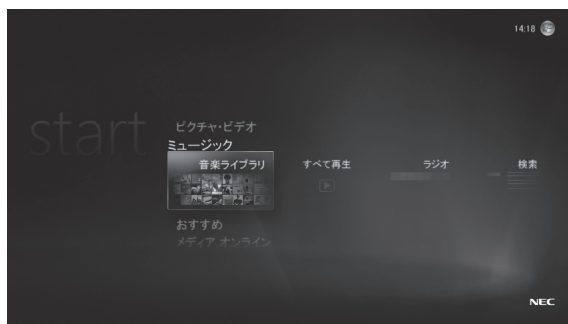 14:18
start
ピクチャ・ビデオ
ミュージック
音楽ライブラリ すべて再生 ラジオ 検索
おすすめ
メディア オンライン
NEC